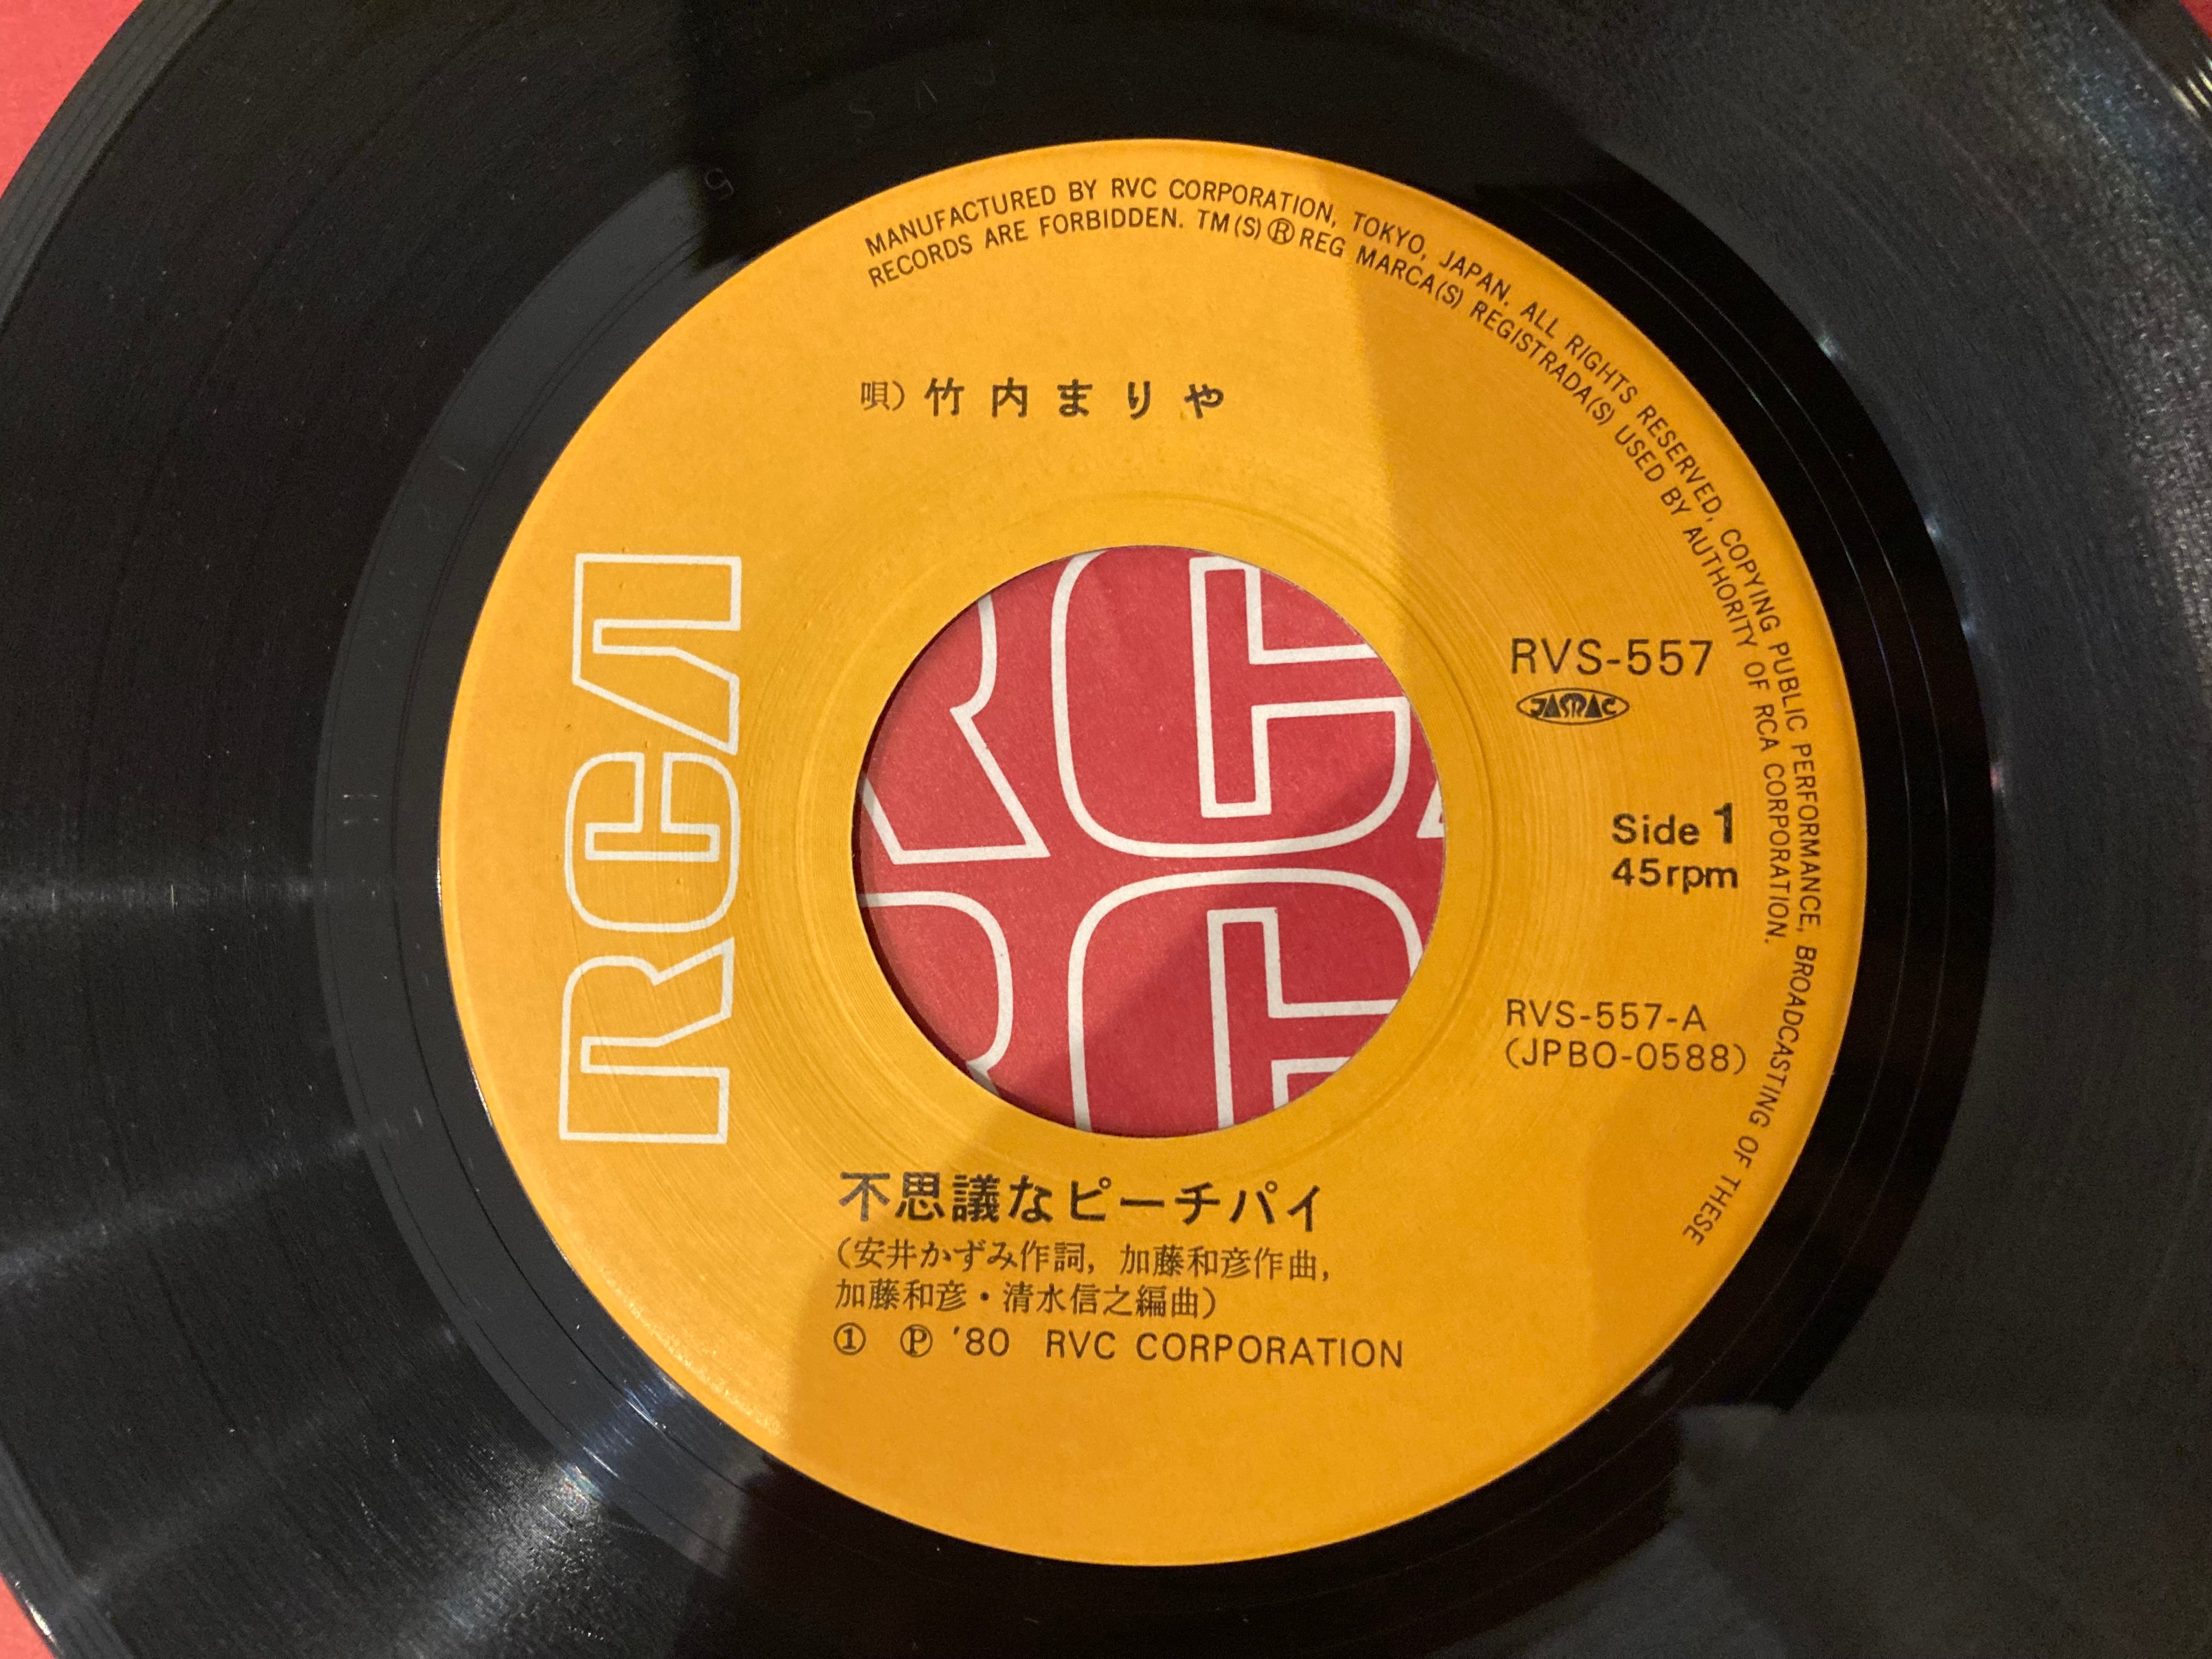 MANUFACTURED BY RVC CORPORATION, TOKYO, JAPAN. ALL RIGHTS RESERVED, COPYING PUBLIC PERFORMANCE, BROADCASTING OF THESE
RECORDS ARE FORBIDDEN. TM(S)®REG MARCA(S) REGISTRADA(S) USED BY AUTHORITY OF RCA CORPORATION.
唄) 竹内まりや
RCA
RVS-557
JASRAC
Side 1
45rpm
RVS-557-A
(JPBO-0588)
不思議なピーチパイ
(安井かずみ作詞, 加藤和彦作曲,
加藤和彦・清水信之編曲)
① Ⓟ '80 RVC CORPORATION